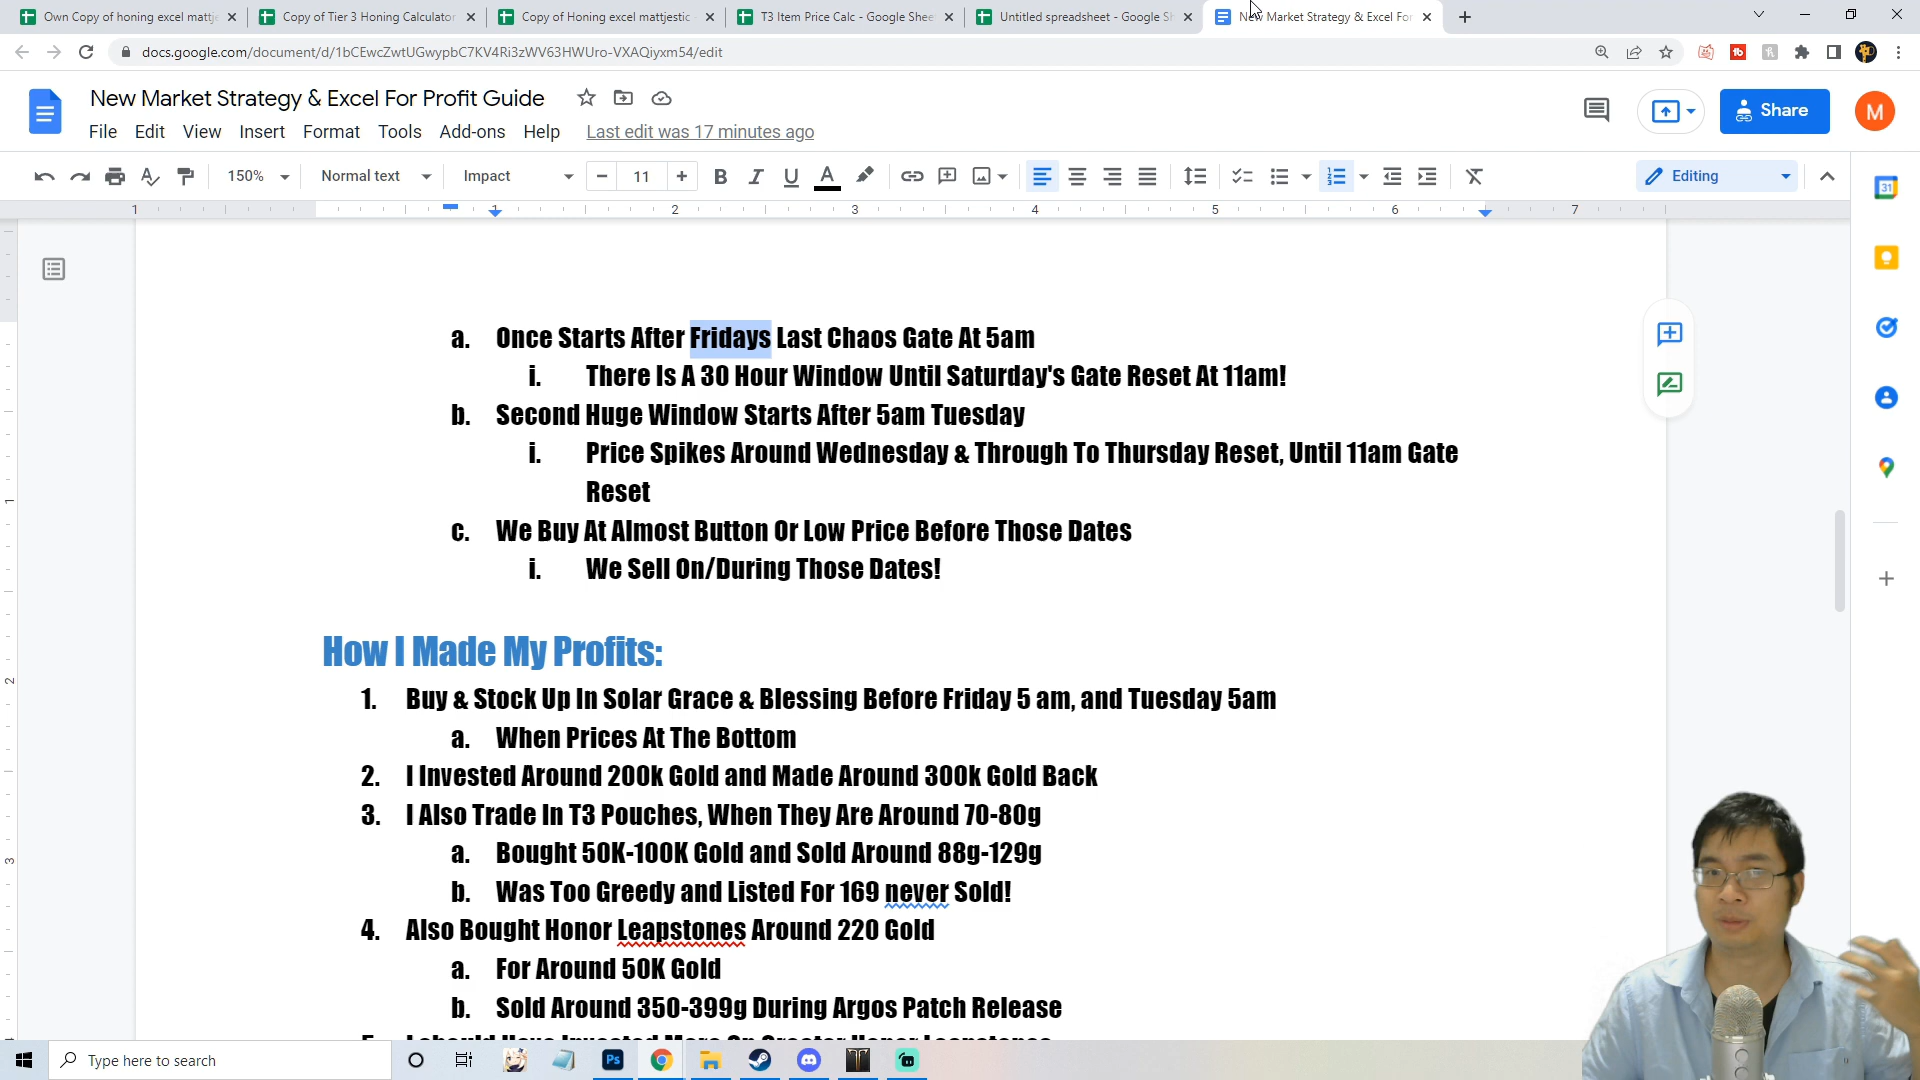 Own Copy of honing excel mattje
Copy of Tier 3 Honing Calculator
Copy of Honing excel mattjestic
T3 Item Price Calc - Google Shee
Untitled spreadsheet - Google Sh
New Market Strategy & Excel For
docs.google.com/document/d/1bCEwcZwtUGwypbC7KV4Ri3zWV63HWUro-VXAQiyxm54/edit
New Market Strategy & Excel For Profit Guide
File Edit View Insert Format Tools Add-ons Help Last edit was 17 minutes ago
Share
M
150% Normal text Impact 11 Editing
1 1 2 3 4 5 6 7
a. Once Starts After Fridays Last Chaos Gate At 5am
i. There Is A 30 Hour Window Until Saturday's Gate Reset At 11am!
b. Second Huge Window Starts After 5am Tuesday
i. Price Spikes Around Wednesday & Through To Thursday Reset, Until 11am Gate
Reset
c. We Buy At Almost Button Or Low Price Before Those Dates
i. We Sell On/During Those Dates!
How I Made My Profits:
1. Buy & Stock Up In Solar Grace & Blessing Before Friday 5 am, and Tuesday 5am
a. When Prices At The Bottom
2. I Invested Around 200k Gold and Made Around 300k Gold Back
3. I Also Trade In T3 Pouches, When They Are Around 70-80g
a. Bought 50K-100K Gold and Sold Around 88g-129g
b. Was Too Greedy and Listed For 169 never Sold!
4. Also Bought Honor Leapstones Around 220 Gold
a. For Around 50K Gold
b. Sold Around 350-399g During Argos Patch Release
Type here to search